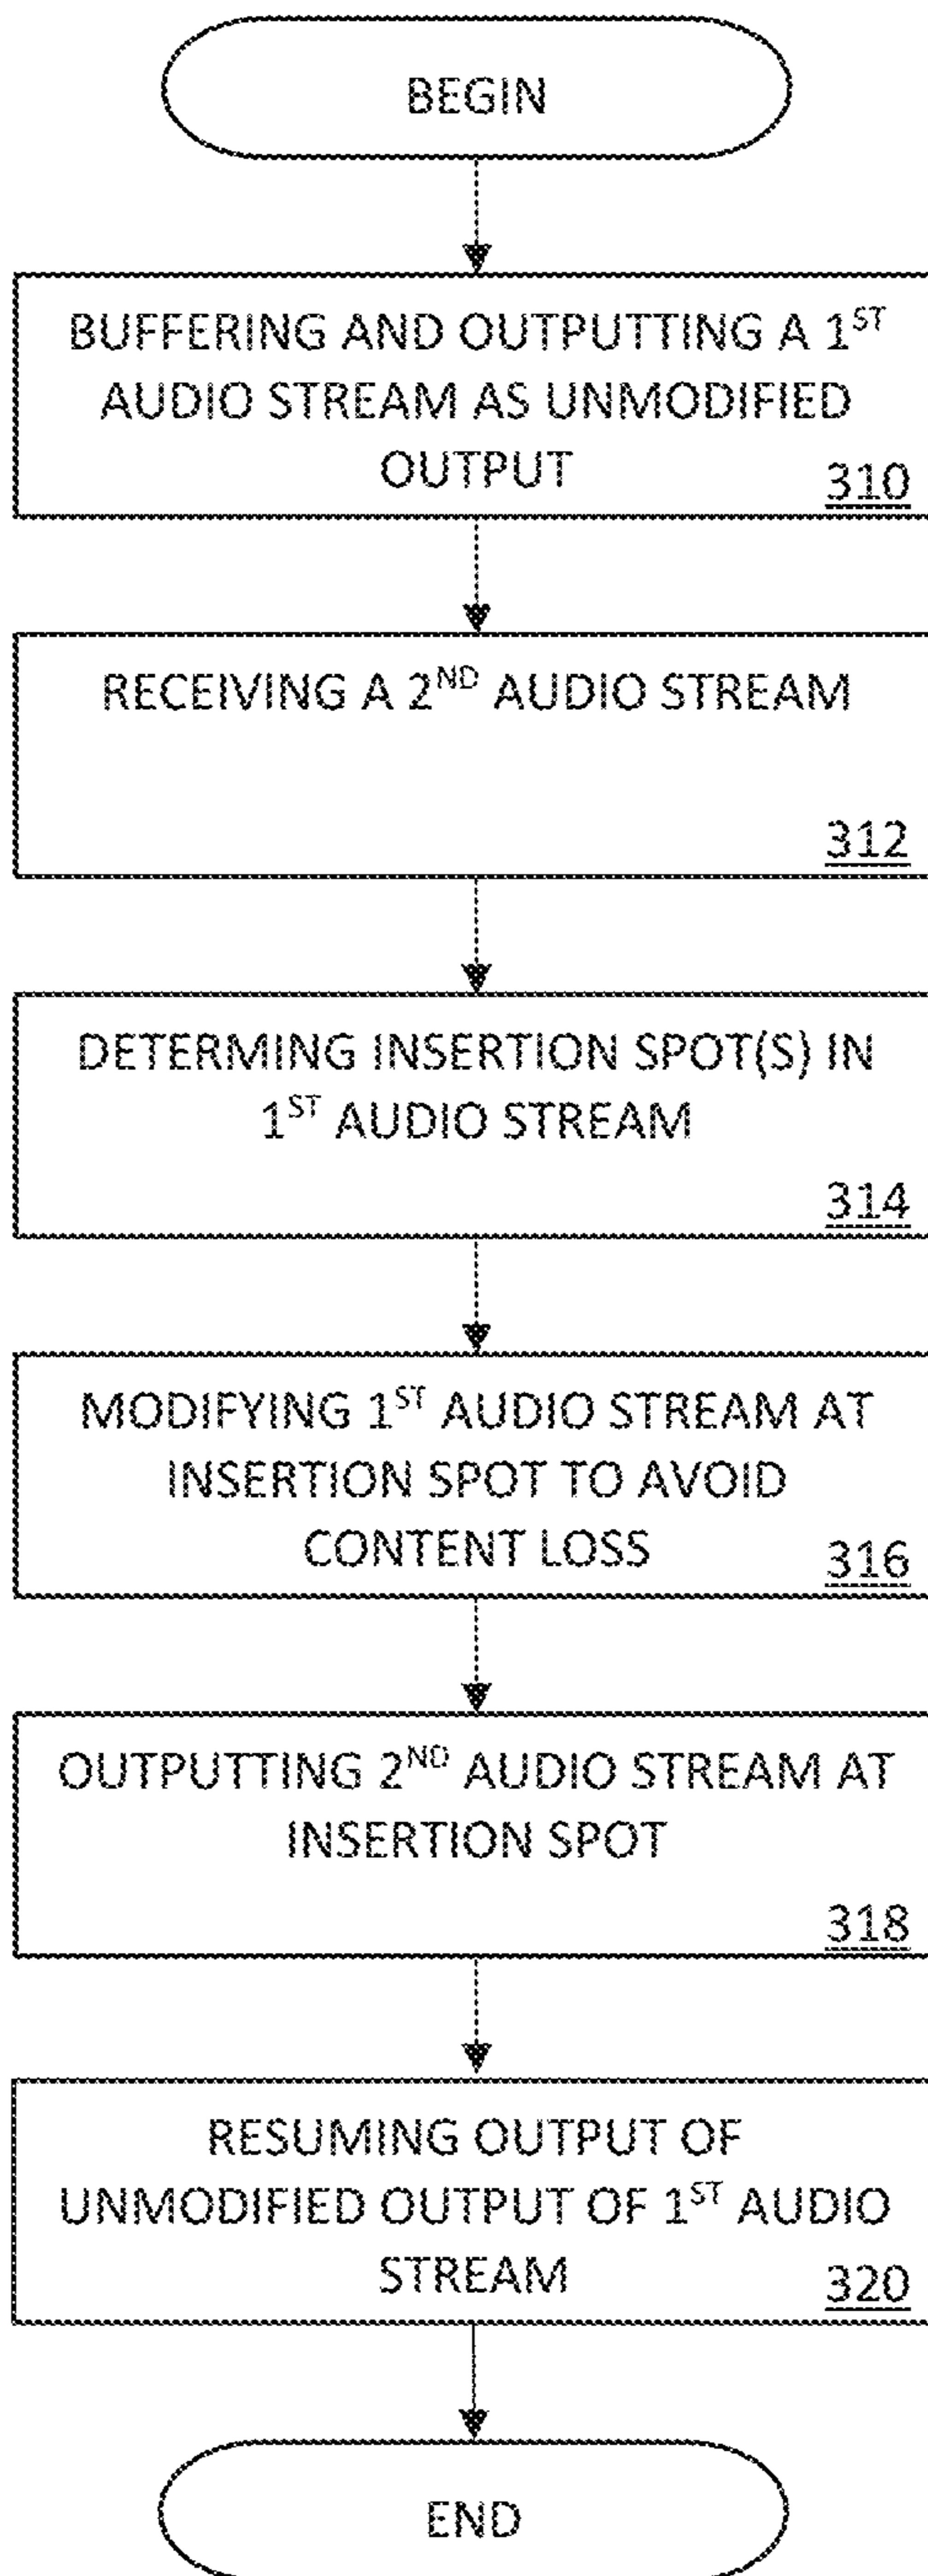 BEGIN
BUFFERING AND OUTPUTTING A 1ST
AUDIO STREAM AS UNMODIFIED
OUTPUT
310
RECEIVING A 2ND AUDIO STREAM
312
DETERMING INSERTION SPOT(S) IN
1ST AUDIO STREAM
314
MODIFYING 1ST AUDIO STREAM AT
INSERTION SPOT TO AVOID
CONTENT LOSS
316
OUTPUTTING 2ND AUDIO STREAM AT
INSERTION SPOT
318
RESUMING OUTPUT OF
UNMODIFIED OUTPUT OF 1ST AUDIO
STREAM
320
END